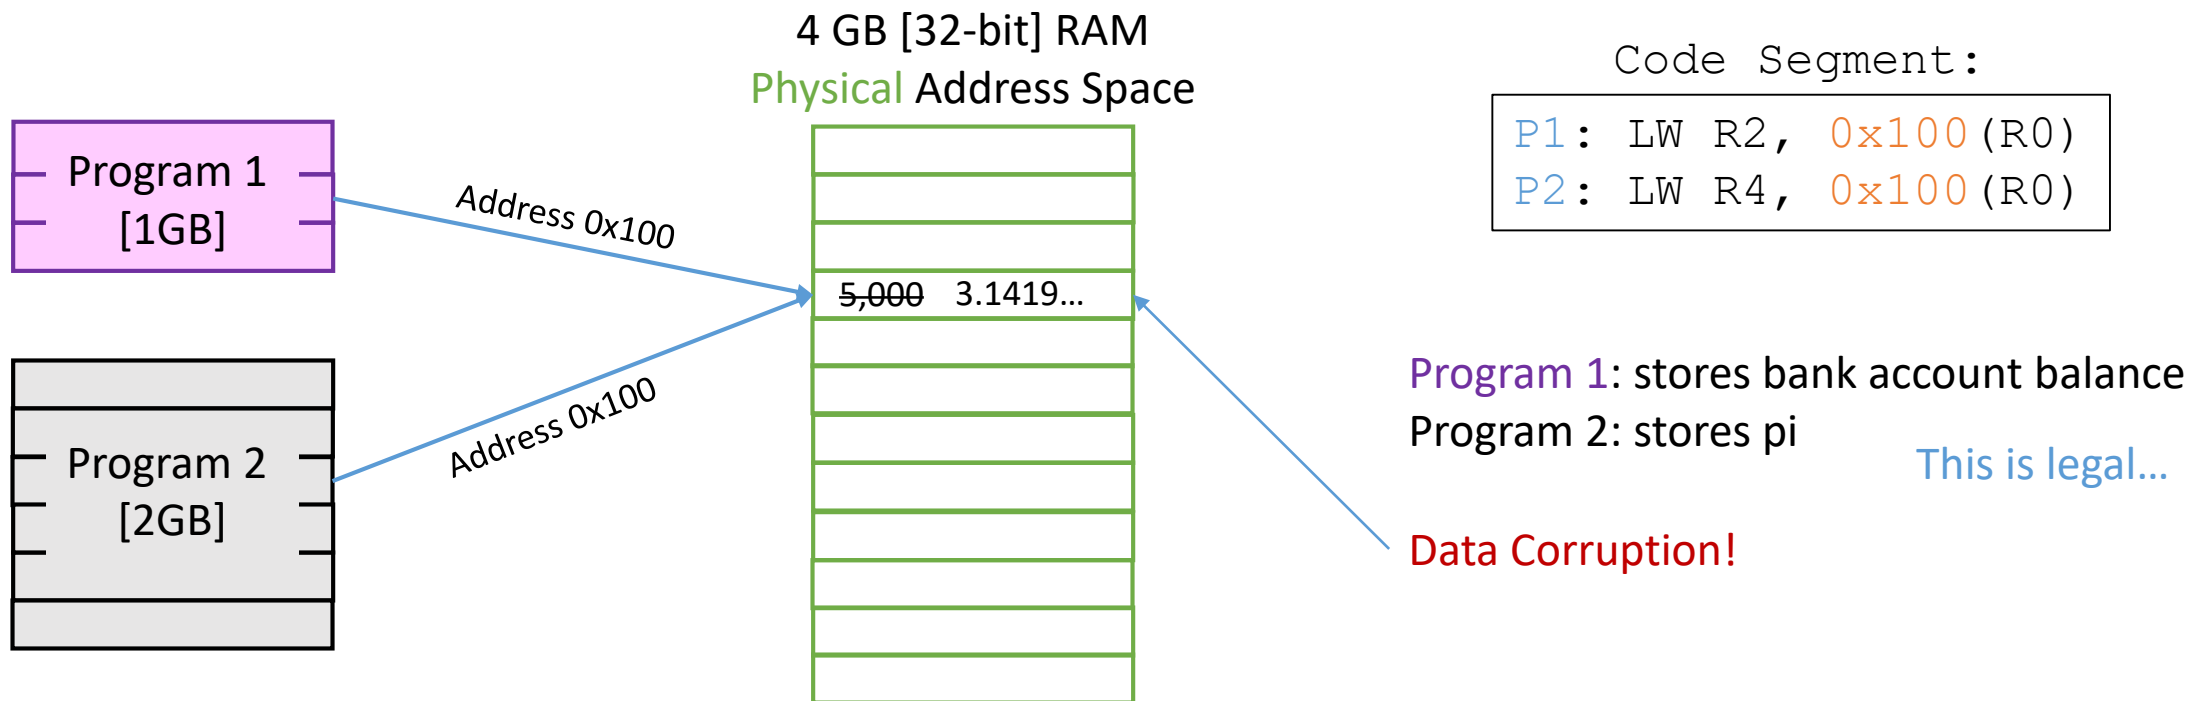 4 GB [32-bit] RAM
Physical Address Space
Code Segment:
P1: LW R2, 0x100(R0)
P2: LW R4, 0x100(R0)
Program 1
[1GB]
Address 0x100
5,000 3.1419...
Program 2
[2GB]
Address 0x100
Program 1: stores bank account balance
Program 2: stores pi
This is legal...
Data Corruption!